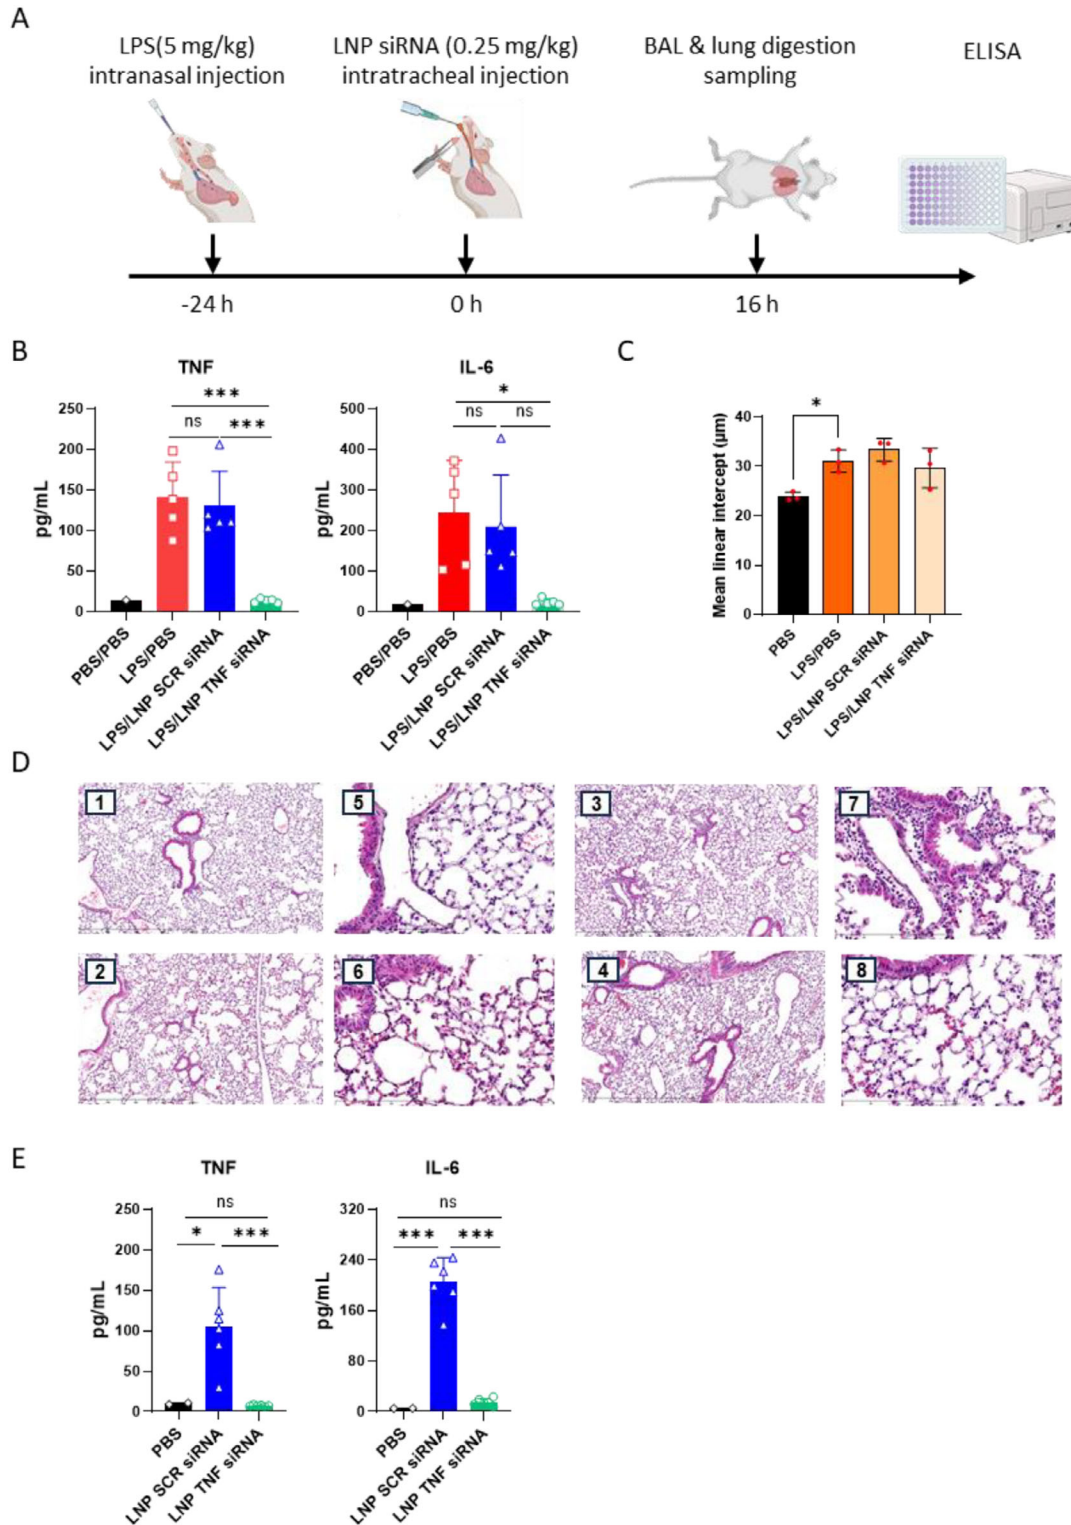 A
LPS(5 mg/kg)
intranasal injection
LNP siRNA (0.25 mg/kg)
intratracheal injection
BAL & lung digestion
sampling
ELISA
-24 h
0 h
16 h
B
TNF
***
ns
***
250
200
150
100
50
0
pg/mL
PBS/PBS
LPS/PBS
LPS/LNP SCR siRNA
LPS/LNP TNF siRNA
IL-6
*
ns
ns
500
400
300
200
100
0
pg/mL
PBS/PBS
LPS/PBS
LPS/LNP SCR siRNA
LPS/LNP TNF siRNA
C
*
40
30
20
10
0
Mean linear intercept (µm)
PBS
LPS/PBS
LPS/LNP SCR siRNA
LPS/LNP TNF siRNA
D
1
5
3
7
2
6
4
8
E
TNF
ns
*
***
250
200
150
100
50
0
pg/mL
PBS
LNP SCR siRNA
LNP TNF siRNA
IL-6
ns
***
***
320
240
160
80
0
pg/mL
PBS
LNP SCR siRNA
LNP TNF siRNA